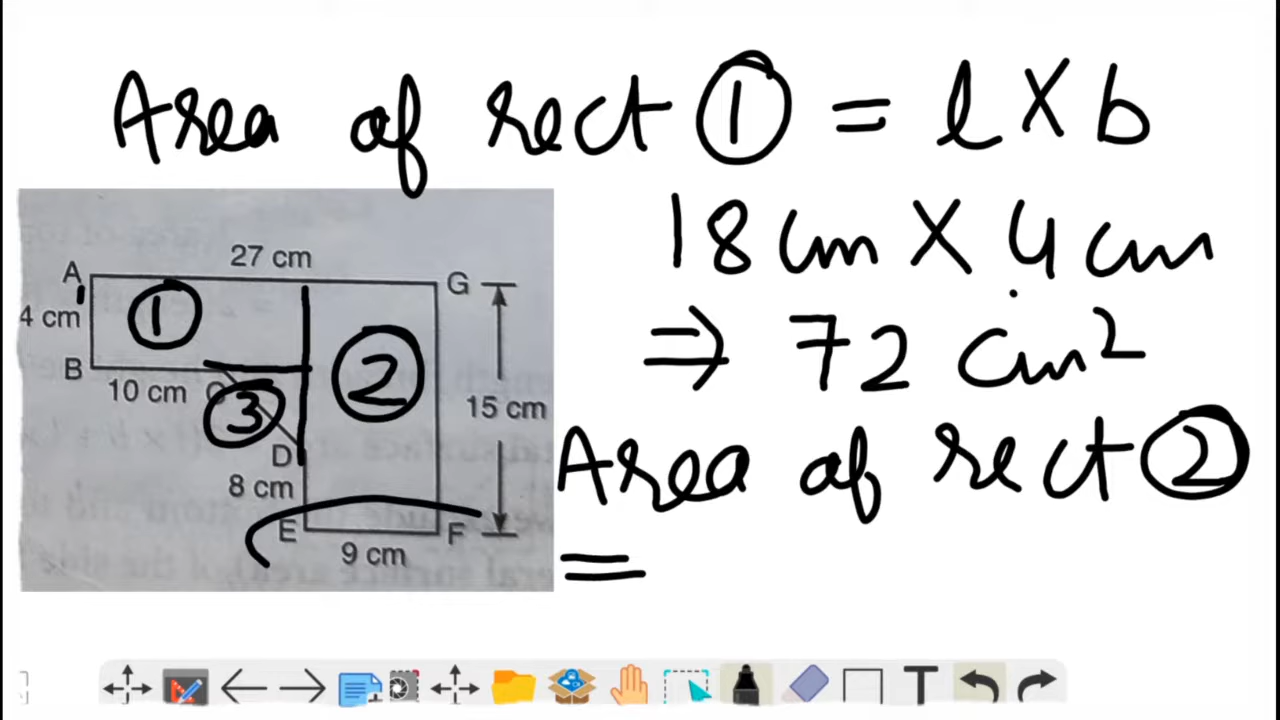 Area of rect ① = l X b
18 cm X 4 cm
⇒ 72 cm²
Area of rect ②
=
27 cm
A
G
4 cm
①
B
10 cm
②
③
15 cm
D
8 cm
E
F
9 cm
T